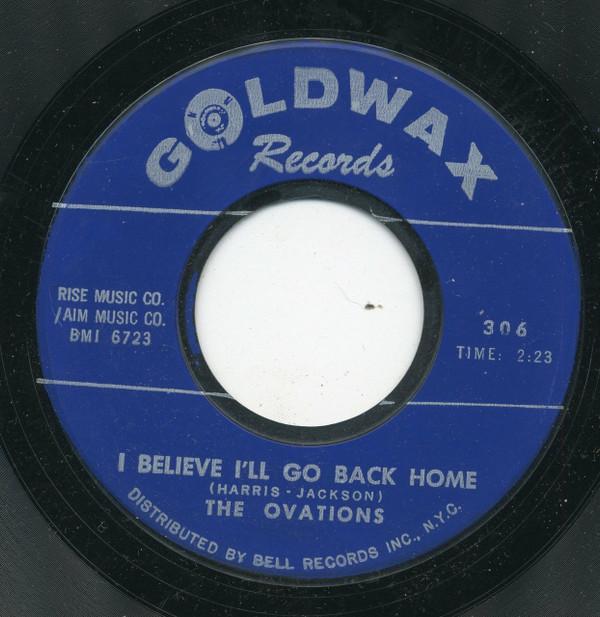 GOLDWAX
Records
RISE MUSIC CO.
/AIM MUSIC CO.
BMI 6723
306
TIME: 2:23
I BELIEVE I'LL GO BACK HOME
(HARRIS - JACKSON)
THE OVATIONS
DISTRIBUTED BY BELL RECORDS INC., N.Y.C.